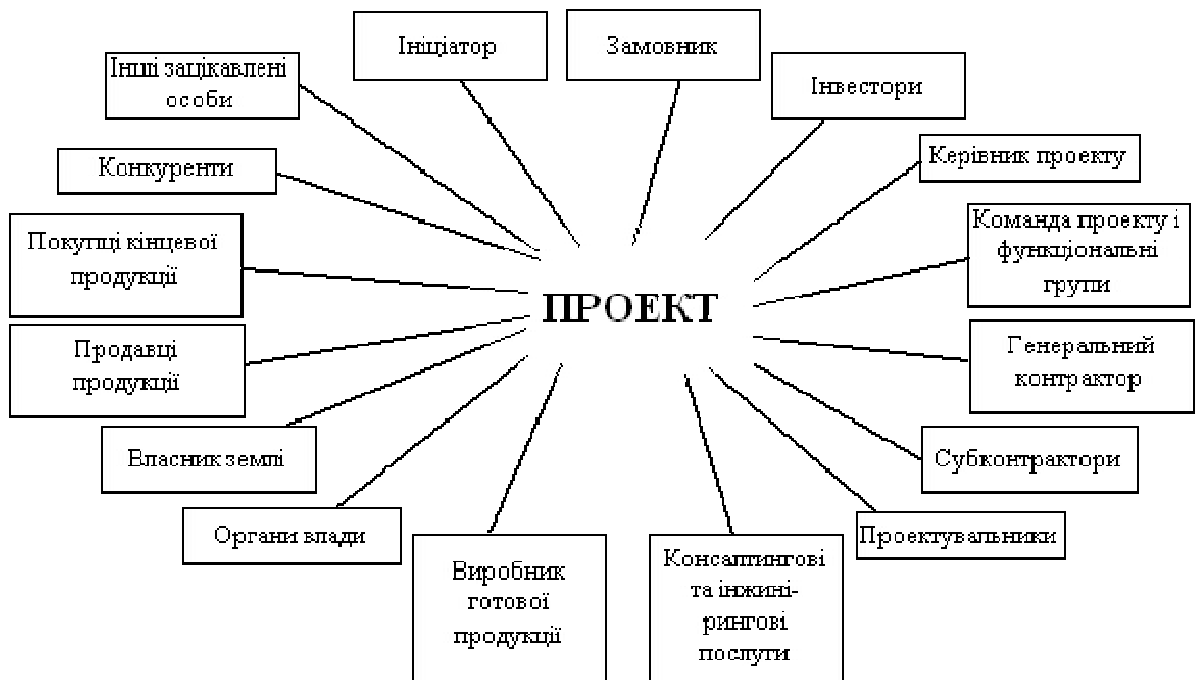 Ініціатор
Замовник
Інші зацікавлені
особи
Інвестори
Конкуренти
Керівник проекту
Покупці кінцевої
продукції
Команда проекту і
функціональні
групи
ПРОЕКТ
Продавці
продукції
Генеральний
контрактор
Власник землі
Субконтрактори
Органи влади
Проектувальники
Виробник
готової
продукції
Консалтингові
та інжині-
рингові
послуги